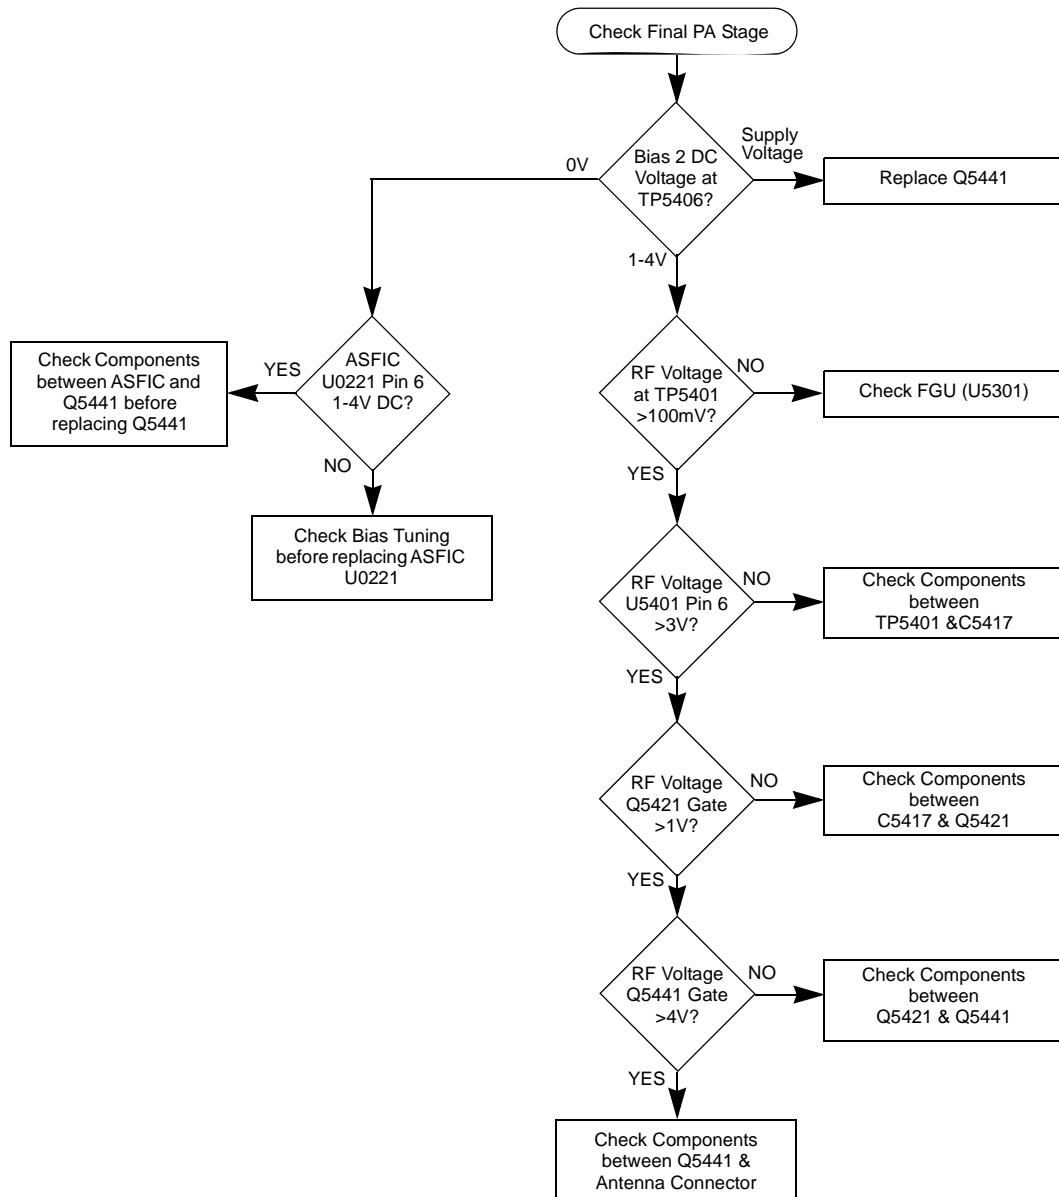 Check Final PA Stage
Bias 2 DC
Voltage at
TP5406?
Supply
Voltage
Replace Q5441
0V
1-4V
ASFIC
U0221 Pin 6
1-4V DC?
YES
Check Components
between ASFIC and
Q5441 before
replacing Q5441
NO
Check Bias Tuning
before replacing ASFIC
U0221
RF Voltage
at TP5401
>100mV?
NO
Check FGU (U5301)
YES
RF Voltage
U5401 Pin 6
>3V?
NO
Check Components
between
TP5401 &C5417
YES
RF Voltage
Q5421 Gate
>1V?
NO
Check Components
between
C5417 & Q5421
YES
RF Voltage
Q5441 Gate
>4V?
NO
Check Components
between
Q5421 & Q5441
YES
Check Components
between Q5441 &
Antenna Connector